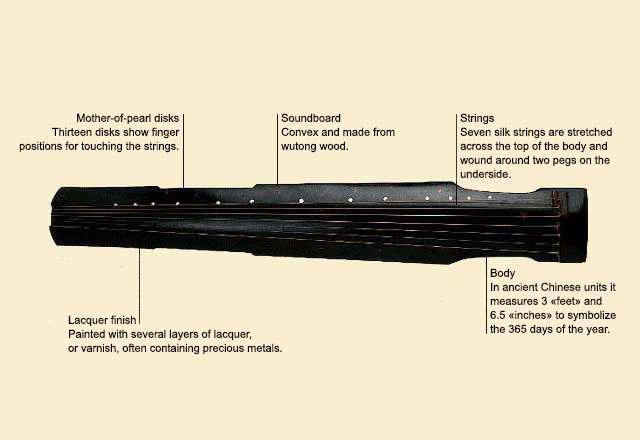 Mother-of-pearl disks
Thirteen disks show finger
positions for touching the strings.
Soundboard
Convex and made from
wutong wood.
Strings
Seven silk strings are stretched
across the top of the body and
wound around two pegs on the
underside.
Lacquer finish
Painted with several layers of lacquer,
or varnish, often containing precious metals.
Body
In ancient Chinese units it
measures 3 «feet» and
6.5 «inches» to symbolize
the 365 days of the year.